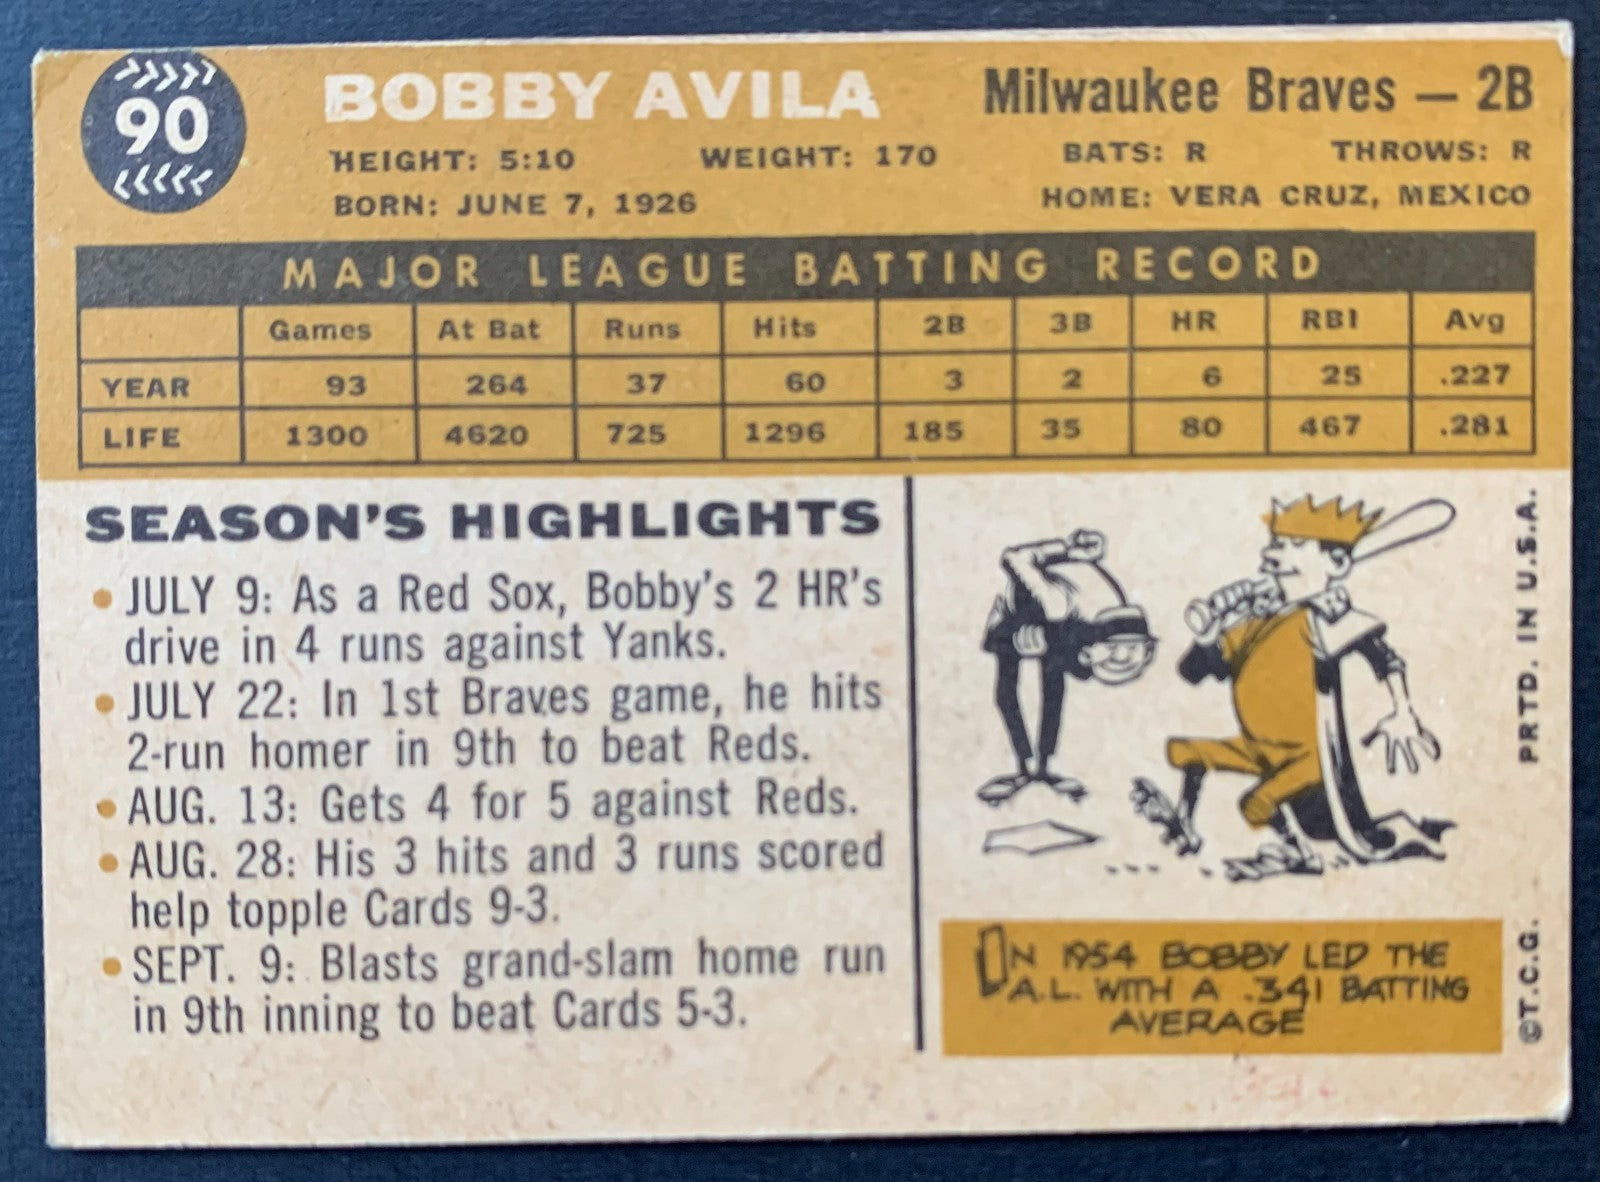 90
BOBBY AVILA
Milwaukee Braves — 2B
HEIGHT: 5:10 WEIGHT: 170 BATS: R THROWS: R
BORN: JUNE 7, 1926 HOME: VERA CRUZ, MEXICO
MAJOR LEAGUE BATTING RECORD
Games At Bat Runs Hits 2B 3B HR RBI Avg
YEAR 93 264 37 60 3 2 6 25 .227
LIFE 1300 4620 725 1296 185 35 80 467 .281
SEASON'S HIGHLIGHTS
• JULY 9: As a Red Sox, Bobby's 2 HR's
drive in 4 runs against Yanks.
• JULY 22: In 1st Braves game, he hits
2-run homer in 9th to beat Reds.
• AUG. 13: Gets 4 for 5 against Reds.
• AUG. 28: His 3 hits and 3 runs scored
help topple Cards 9-3.
• SEPT. 9: Blasts grand-slam home run
in 9th inning to beat Cards 5-3.
IN 1954 BOBBY LED THE
A.L. WITH A .341 BATTING
AVERAGE
©T.C.G. PRTD. IN U.S.A.